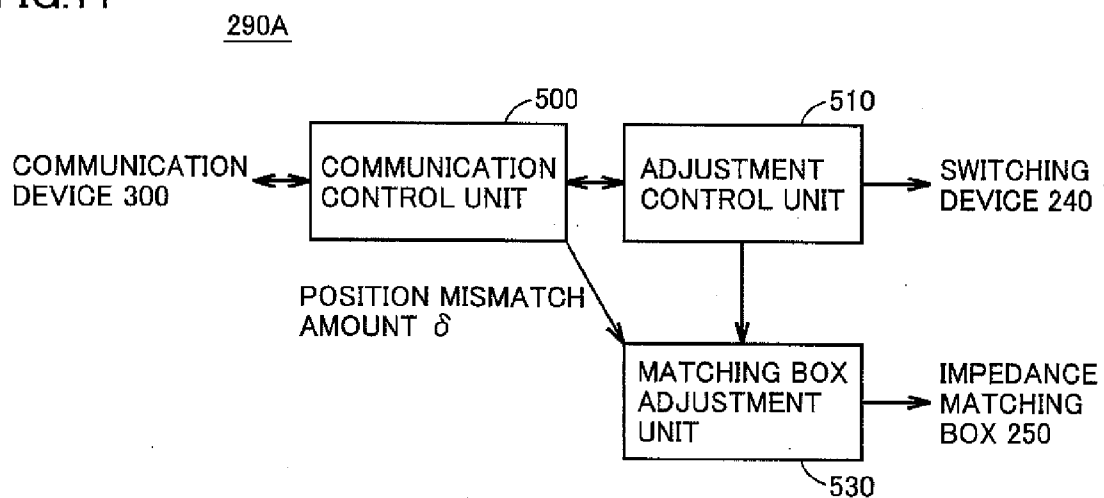 290A
500
510
COMMUNICATION
DEVICE 300
COMMUNICATION
CONTROL UNIT
ADJUSTMENT
CONTROL UNIT
SWITCHING
DEVICE 240
POSITION MISMATCH
AMOUNT δ
MATCHING BOX
ADJUSTMENT
UNIT
IMPEDANCE
MATCHING
BOX 250
530